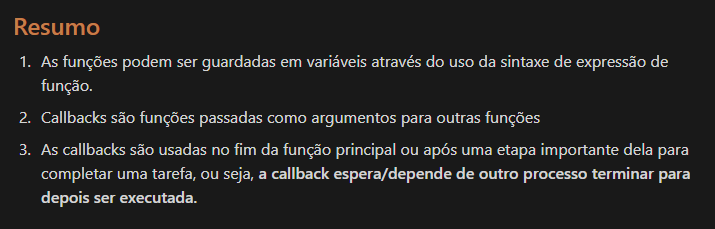 Resumo
1. As funções podem ser guardadas em variáveis através do uso da sintaxe de expressão de
função.
2. Callbacks são funções passadas como argumentos para outras funções
3. As callbacks são usadas no fim da função principal ou após uma etapa importante dela para
completar uma tarefa, ou seja, a callback espera/depende de outro processo terminar para
depois ser executada.